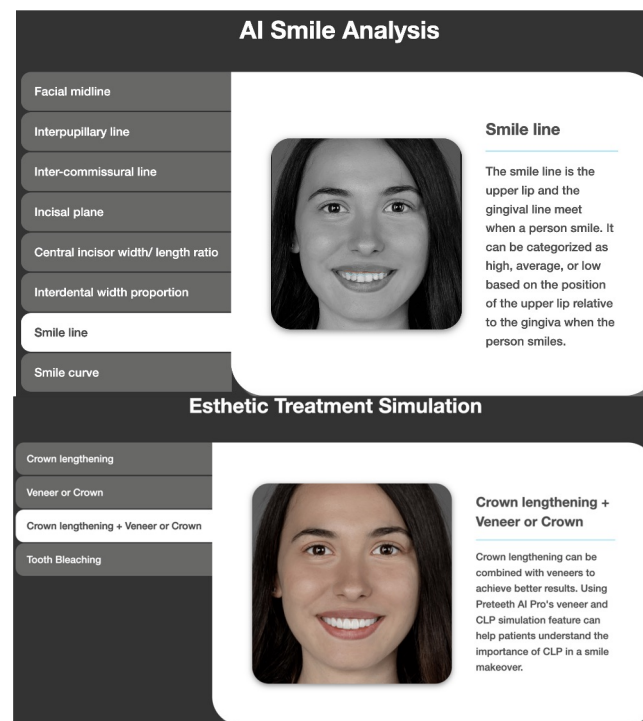 AI Smile Analysis
Facial midline
Interpupillary line
Inter-commissural line
Incisal plane
Central incisor width/ length ratio
Interdental width proportion
Smile line
Smile curve
Smile line
The smile line is the
upper lip and the
gingival line meet
when a person smile. It
can be categorized as
high, average, or low
based on the position
of the upper lip relative
to the gingiva when the
person smiles.
Esthetic Treatment Simulation
Crown lengthening
Veneer or Crown
Crown lengthening + Veneer or Crown
Tooth Bleaching
Crown lengthening +
Veneer or Crown
Crown lengthening can be
combined with veneers to
achieve better results. Using
Preteeth AI Pro's veneer and
CLP simulation feature can
help patients understand the
importance of CLP in a smile
makeover.